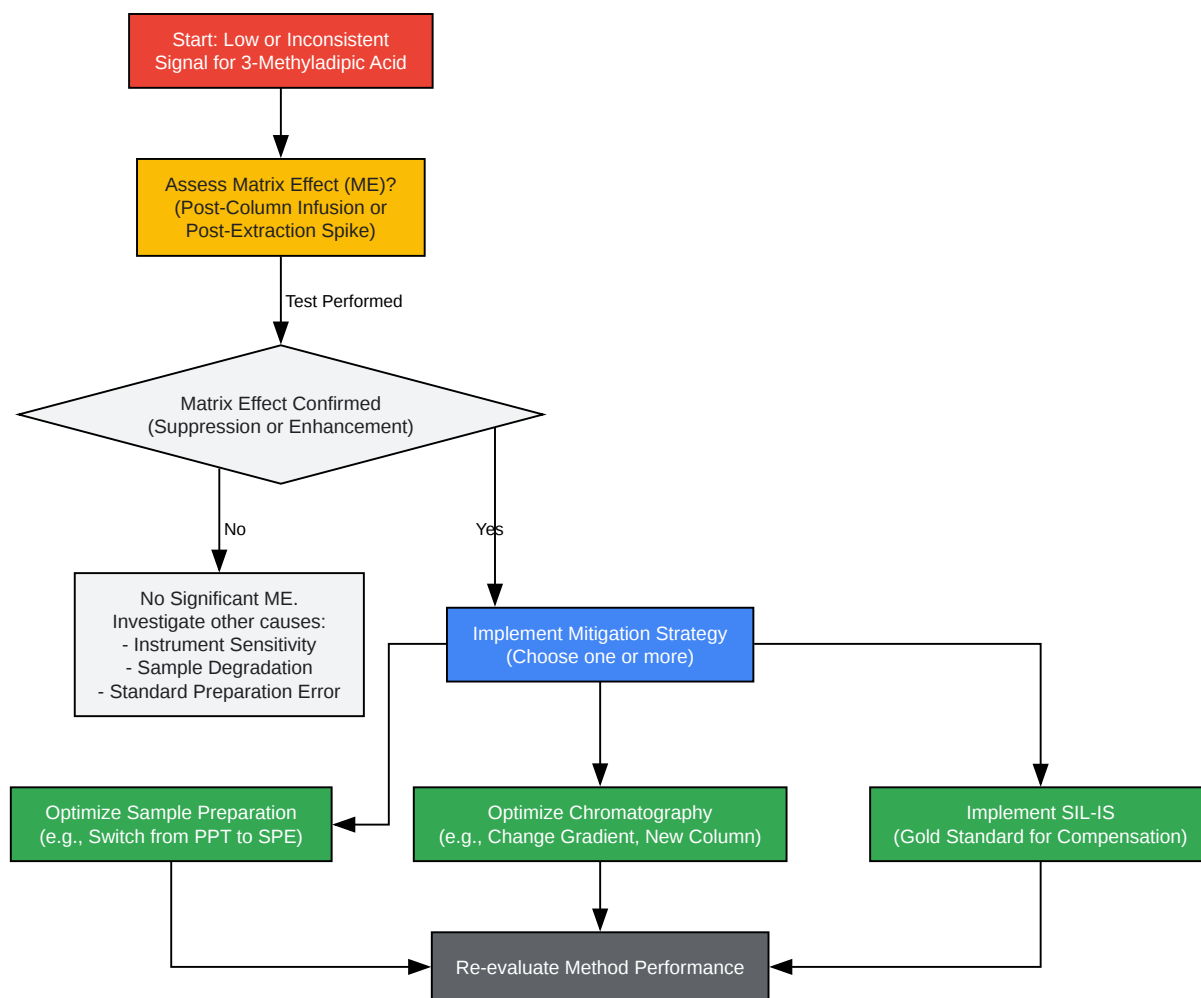 Start: Low or Inconsistent
Signal for 3-Methyladipic Acid
Assess Matrix Effect (ME)?
(Post-Column Infusion or
Post-Extraction Spike)
Test Performed
Matrix Effect Confirmed
(Suppression or Enhancement)
No
Yes
No Significant ME.
Investigate other causes:
- Instrument Sensitivity
- Sample Degradation
- Standard Preparation Error
Implement Mitigation Strategy
(Choose one or more)
Optimize Sample Preparation
(e.g., Switch from PPT to SPE)
Optimize Chromatography
(e.g., Change Gradient, New Column)
Implement SIL-IS
(Gold Standard for Compensation)
Re-evaluate Method Performance